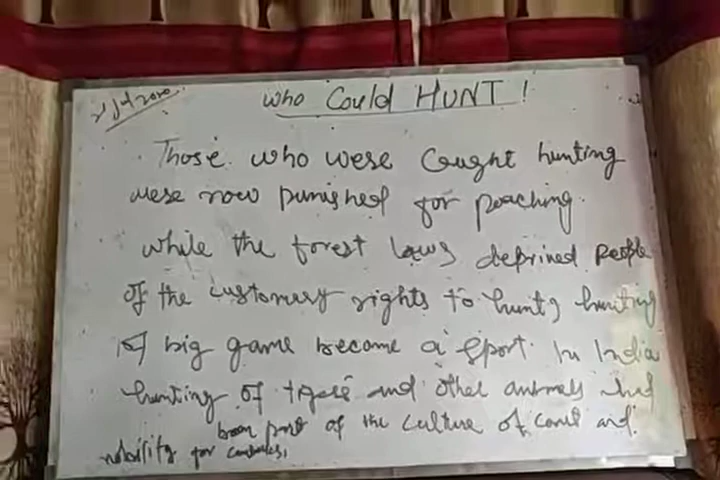 who Could HUNT!
Those who were Caught hunting
were now punished for poaching.
while the forest laws deprived People
of the customery rights to hunt, hunting
of big game became a sport. In India
hunting of tigers and other animals had
been part of the culture of court and
nobility for centuries.